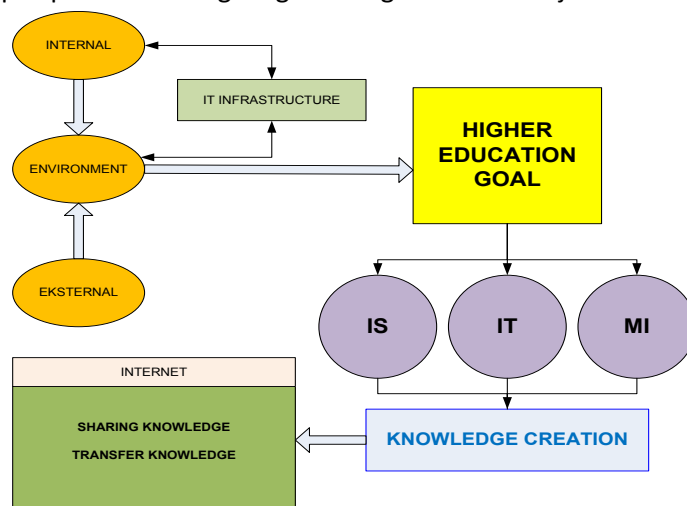 INTERNAL
IT INFRASTRUCTURE
ENVIRONMENT
HIGHER
EDUCATION
GOAL
EKSTERNAL
IS
IT
MI
INTERNET
SHARING KNOWLEDGE
TRANSFER KNOWLEDGE
KNOWLEDGE CREATION